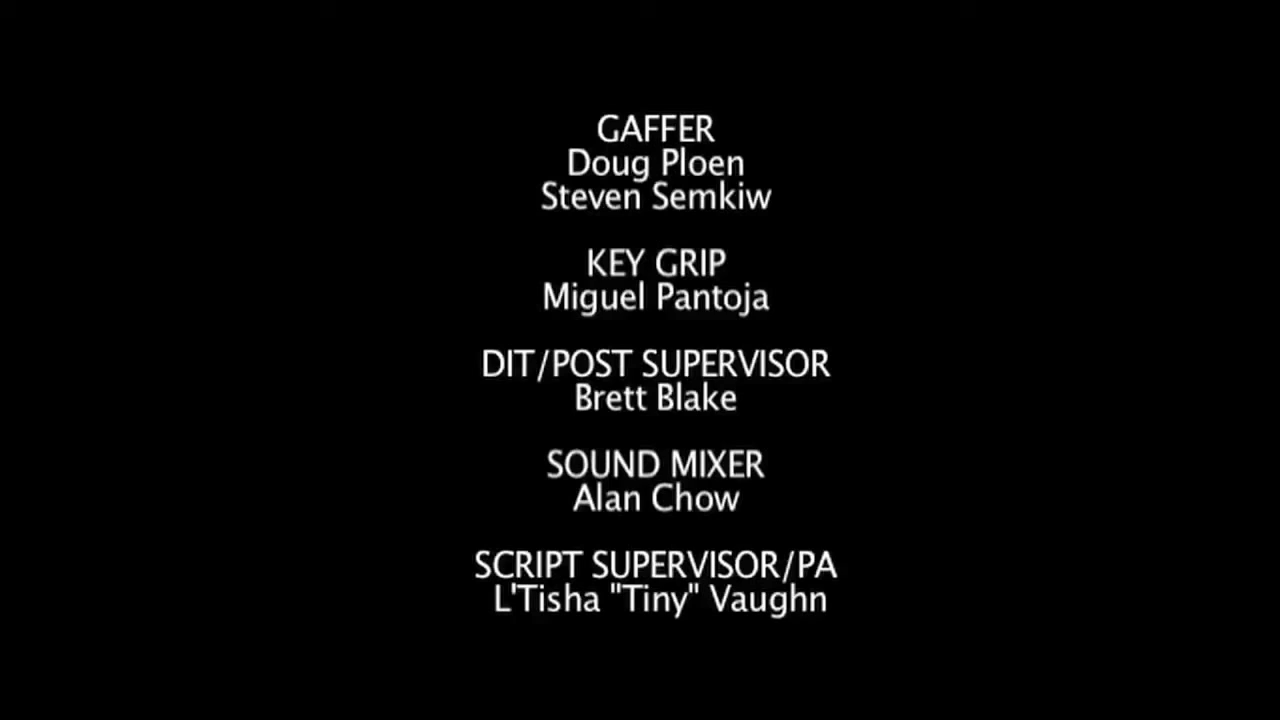 GAFFER
Doug Ploen
Steven Semkiw
KEY GRIP
Miguel Pantoja
DIT/POST SUPERVISOR
Brett Blake
SOUND MIXER
Alan Chow
SCRIPT SUPERVISOR/PA
L'Tisha "Tiny" Vaughn